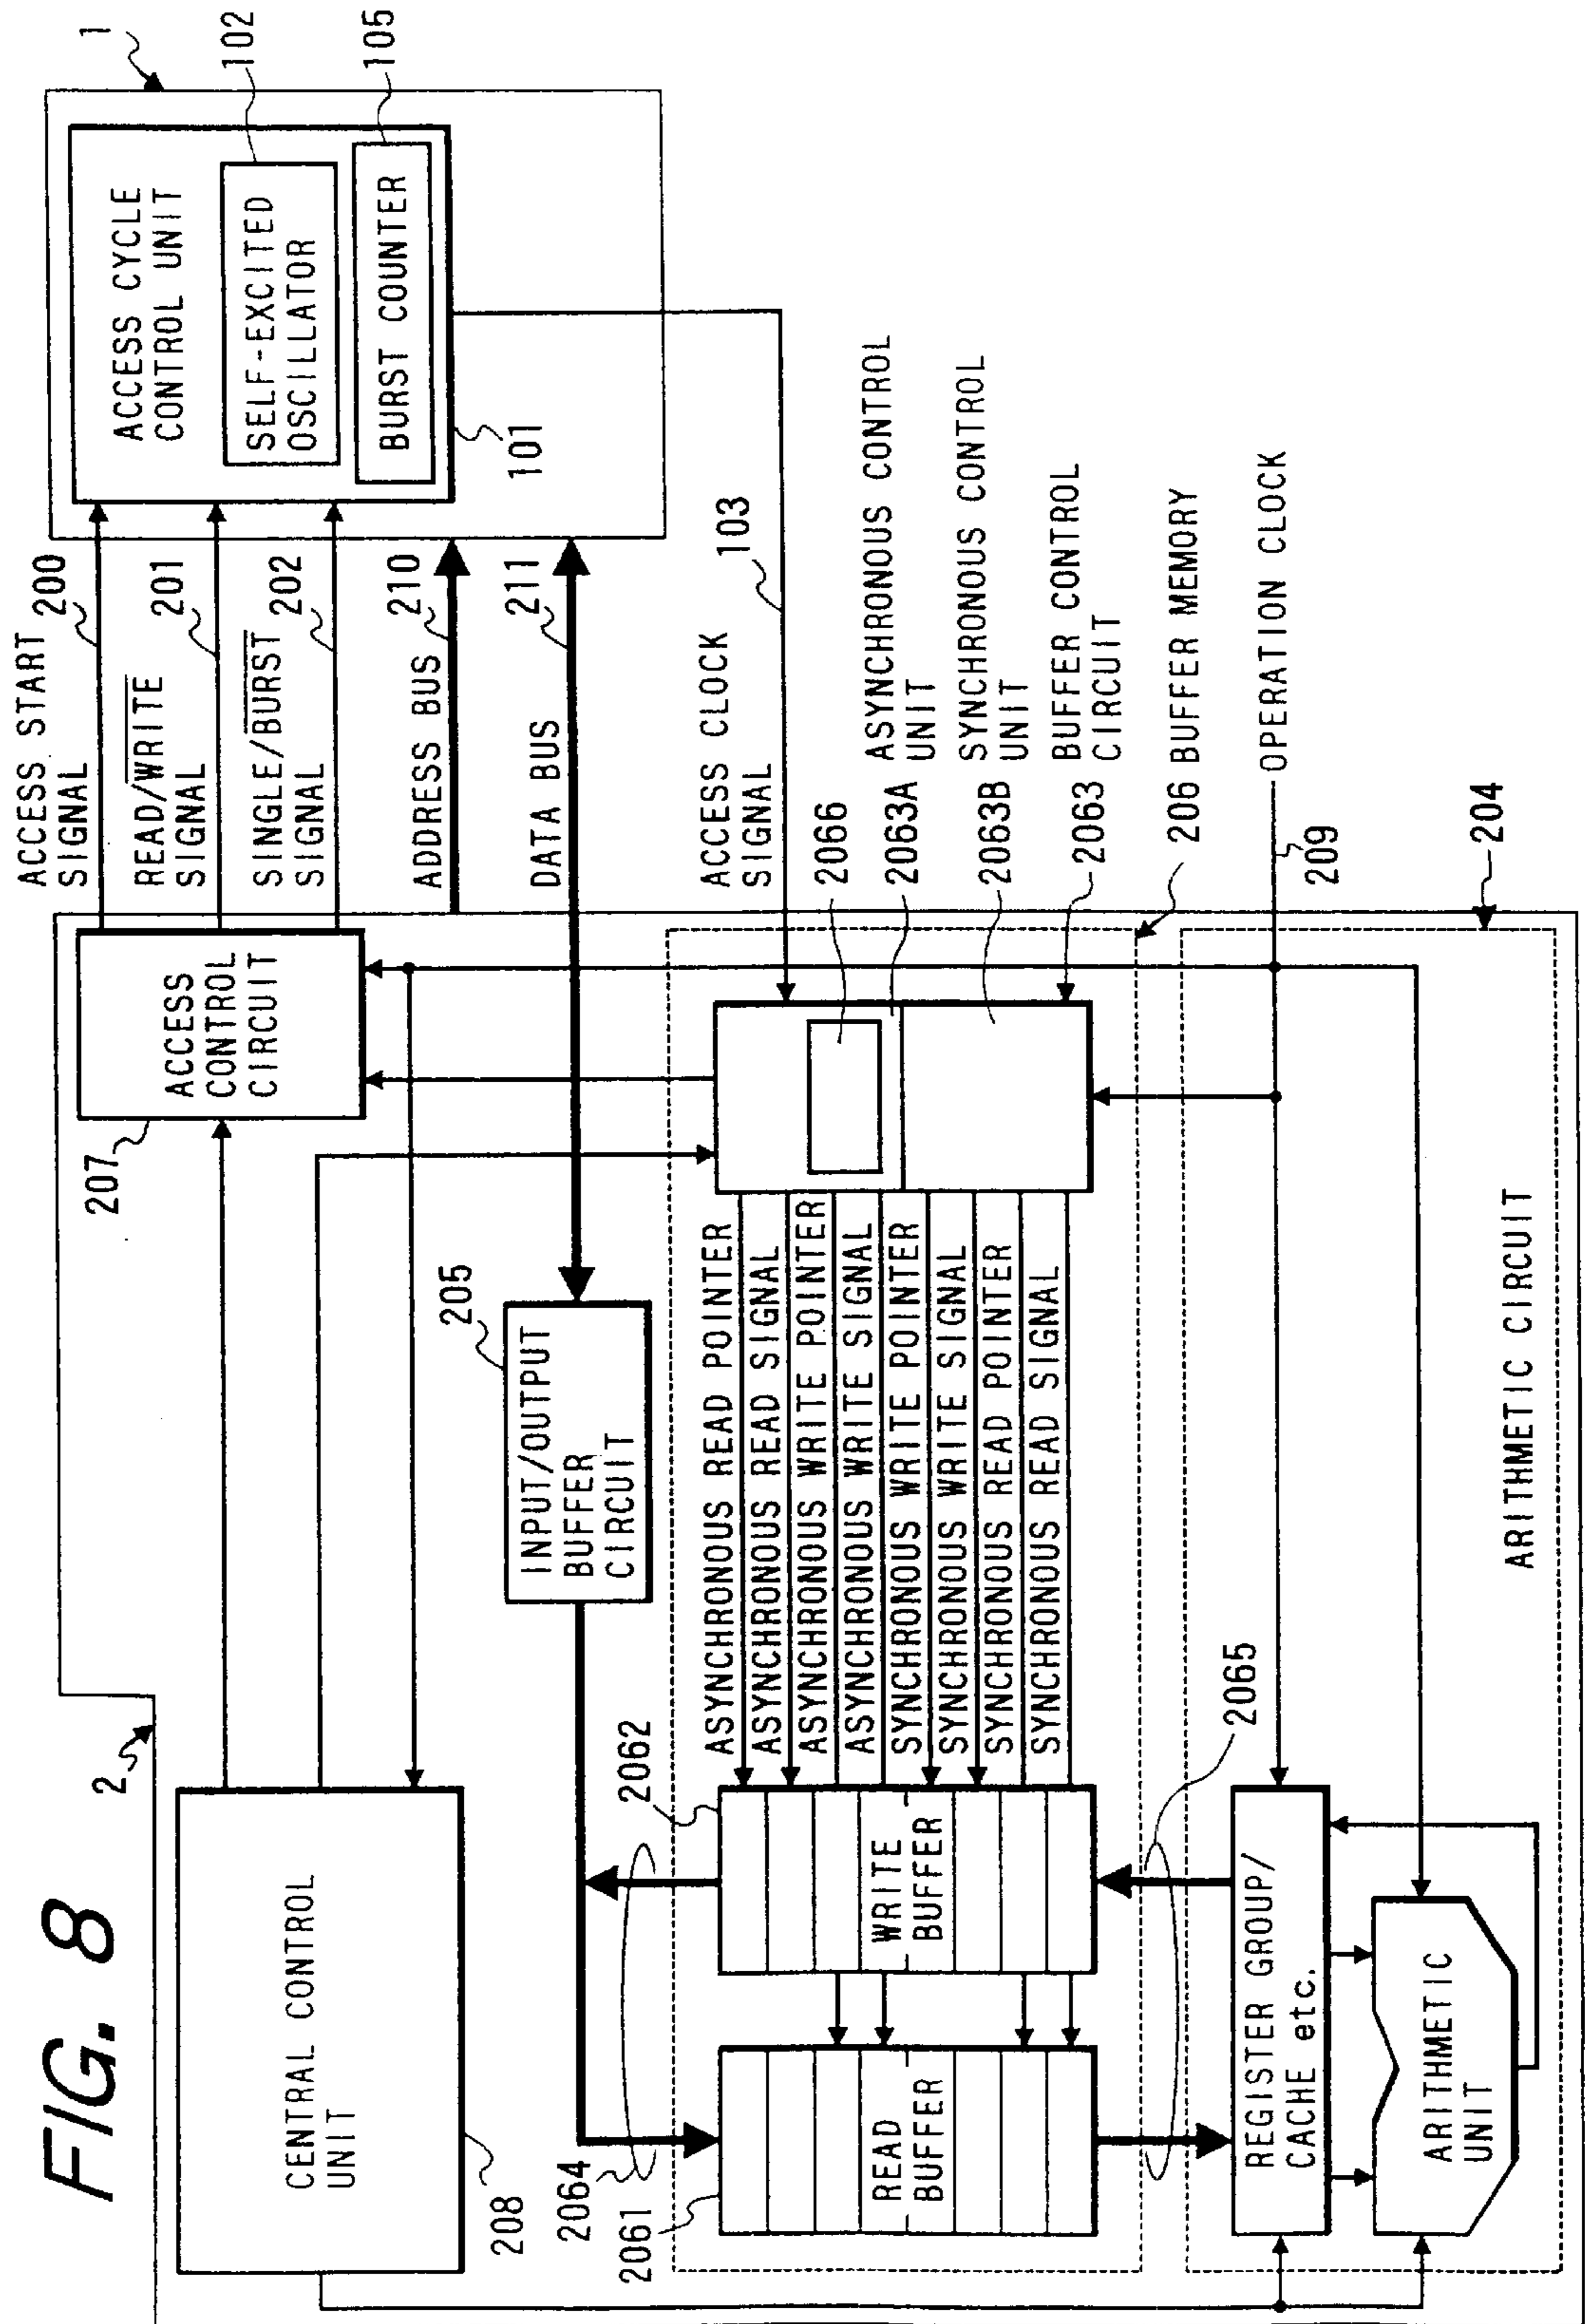 FIG. 8
2
1
CENTRAL CONTROL
UNIT
208
207
ACCESS
CONTROL
CIRCUIT
ACCESS START
SIGNAL
200
READ/WRITE
SIGNAL
201
SINGLE/BURST
SIGNAL
202
ADDRESS BUS
210
DATA BUS
211
ACCESS CYCLE
CONTROL UNIT
SELF-EXCITED
OSCILLATOR
102
BURST COUNTER
105
101
205
INPUT/OUTPUT
BUFFER
CIRCUIT
ACCESS CLOCK
SIGNAL
103
2064
2061
READ
BUFFER
2062
WRITE
BUFFER
ASYNCHRONOUS READ POINTER
ASYNCHRONOUS READ SIGNAL
ASYNCHRONOUS WRITE POINTER
ASYNCHRONOUS WRITE SIGNAL
SYNCHRONOUS WRITE POINTER
SYNCHRONOUS WRITE SIGNAL
SYNCHRONOUS READ POINTER
SYNCHRONOUS READ SIGNAL
2066
2063A
ASYNCHRONOUS CONTROL
UNIT
2063B
SYNCHRONOUS CONTROL
UNIT
2063
BUFFER CONTROL
CIRCUIT
206 BUFFER MEMORY
2065
OPERATION CLOCK
209
204
REGISTER GROUP/
CACHE etc.
ARITHMETIC
UNIT
ARITHMETIC CIRCUIT